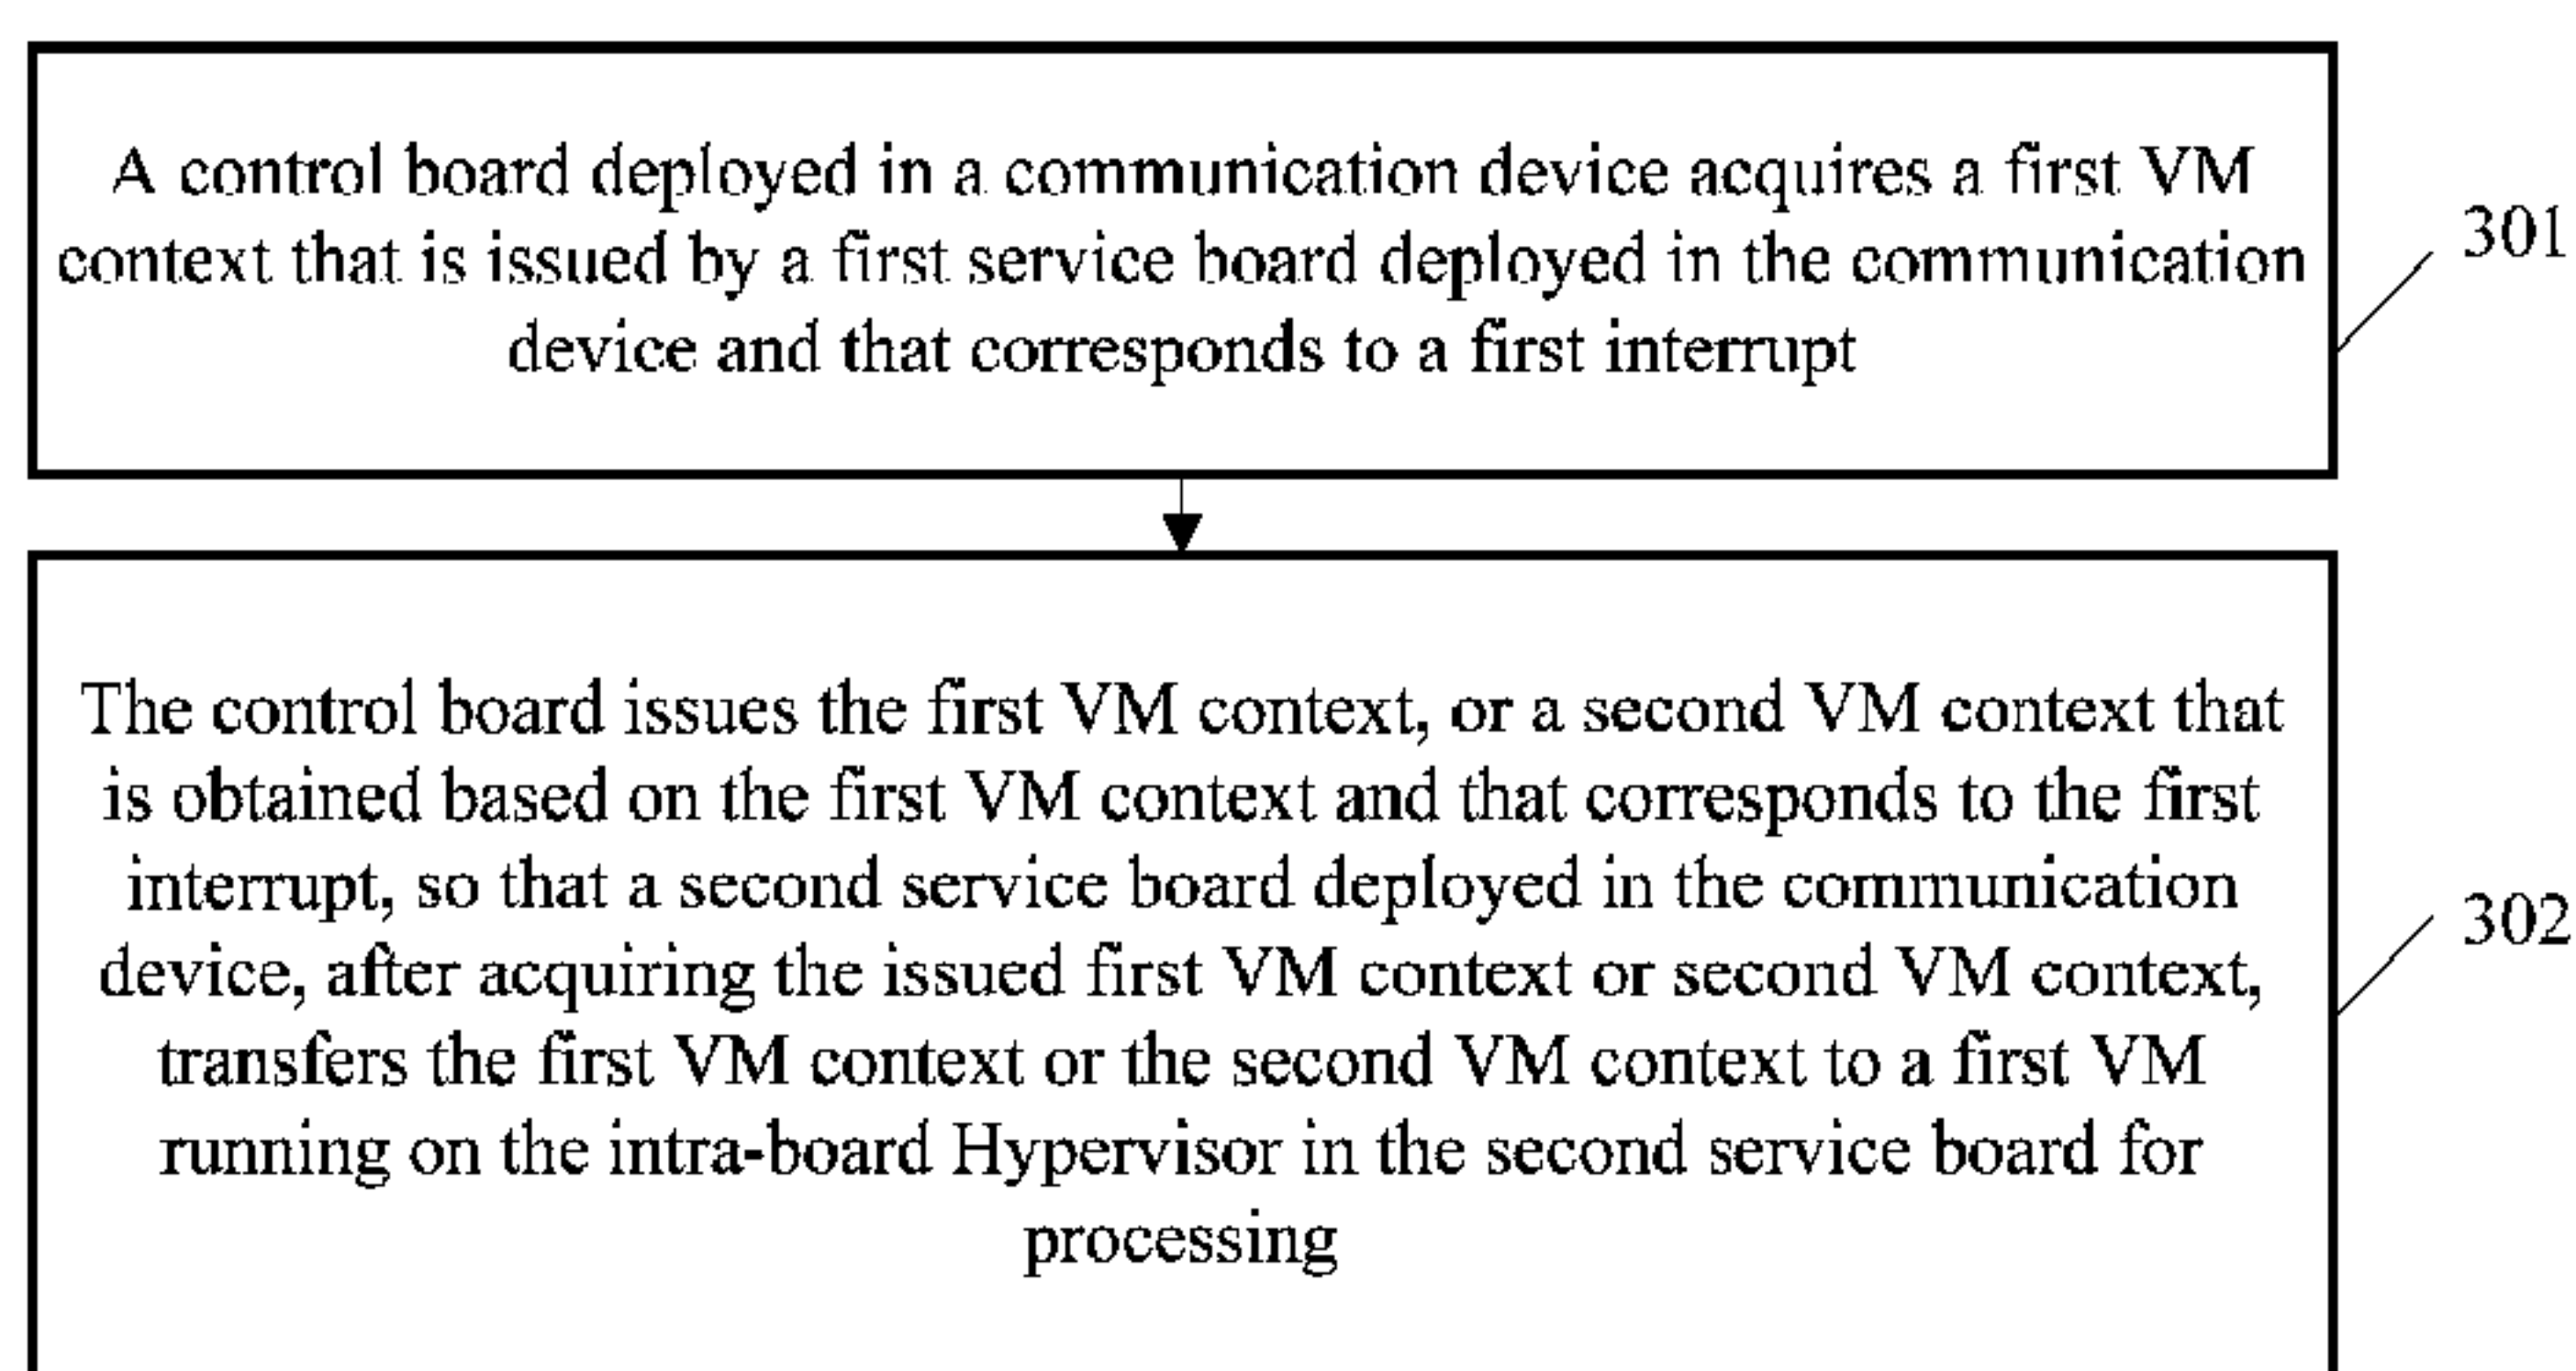 A control board deployed in a communication device acquires a first VM
context that is issued by a first service board deployed in the communication
device and that corresponds to a first interrupt
301
The control board issues the first VM context, or a second VM context that
is obtained based on the first VM context and that corresponds to the first
interrupt, so that a second service board deployed in the communication
device, after acquiring the issued first VM context or second VM context,
transfers the first VM context or the second VM context to a first VM
running on the intra-board Hypervisor in the second service board for
processing
302